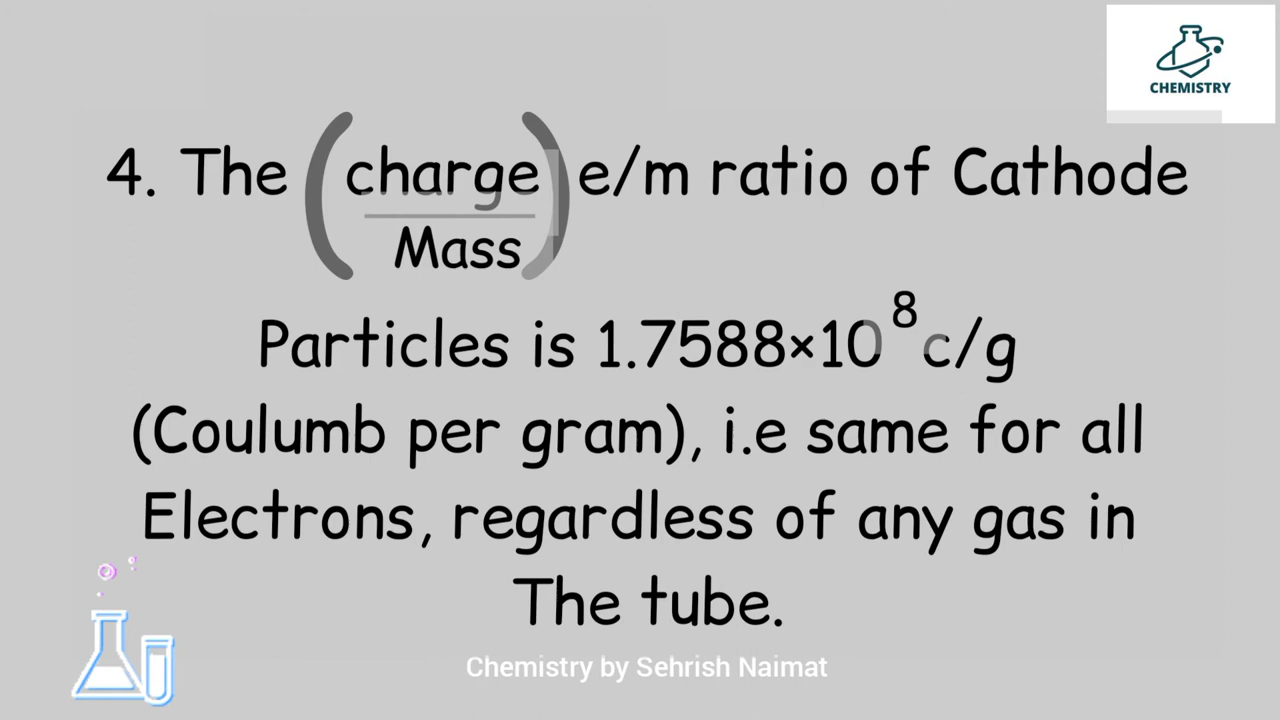 CHEMISTRY
4. The (charge/Mass) e/m ratio of Cathode
Particles is 1.7588×10⁸c/g
(Coulumb per gram), i.e same for all
Electrons, regardless of any gas in
The tube.
Chemistry by Sehrish Naimat